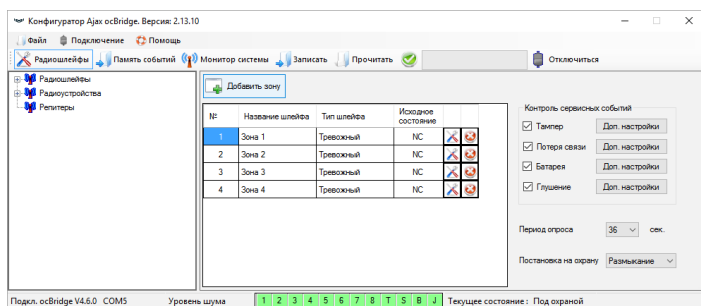 Конфигуратор Ajax ocBridge. Версия: 2.13.10
Файл Подключение Помощь
Радиошлейфы Память событий Монитор системы Записать Прочитать Отключиться
Радиошлейфы
Радиоустройства
Репитеры
Добавить зону
№ Название шлейфа Тип шлейфа Исходное состояние
1 Зона 1 Тревожный NC
2 Зона 2 Тревожный NC
3 Зона 3 Тревожный NC
4 Зона 4 Тревожный NC
Контроль сервисных событий
Тампер Доп. настройки
Потеря связи Доп. настройки
Батарея Доп. настройки
Глушение Доп. настройки
Период опроса 36 сек.
Постановка на охрану Размыкание
Подкл. ocBridge V4.6.0 COM5 Уровень шума 1 2 3 4 5 6 7 8 T S B J Текущее состояние : Под охраной